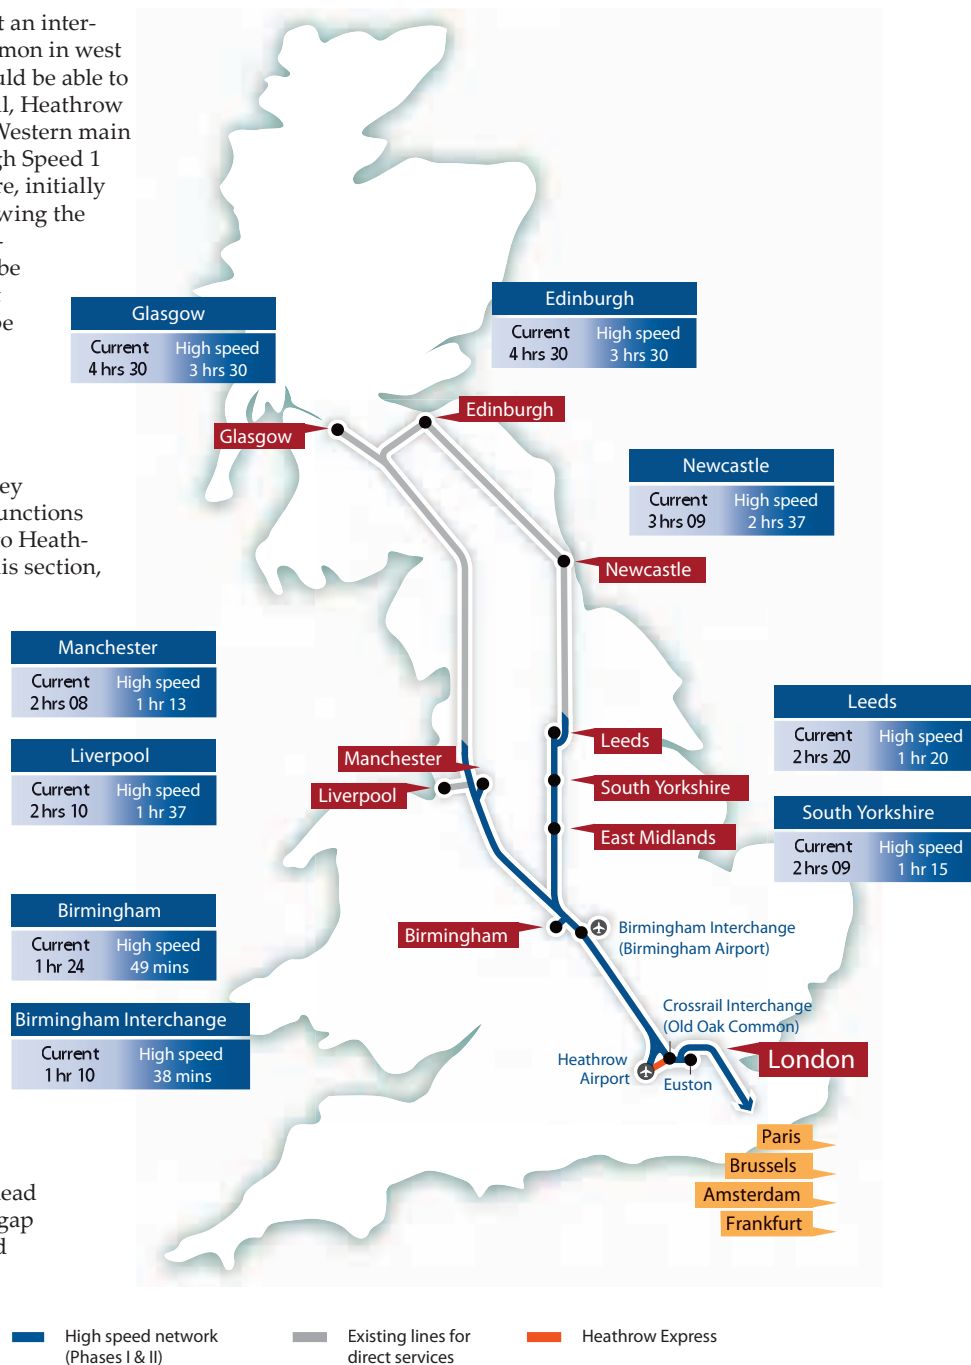 t an inter-
mon in west
uld be able to
l, Heathrow
Western main
gh Speed 1
re, initially
wing the
-
be
t
be
Glasgow
Current High speed
4 hrs 30 3 hrs 30
Edinburgh
Current High speed
4 hrs 30 3 hrs 30
Edinburgh
Glasgow
ey
unctions
o Heath-
is section,
Newcastle
Current High speed
3 hrs 09 2 hrs 37
Newcastle
Manchester
Current High speed
2 hrs 08 1 hr 13
Liverpool
Current High speed
2 hrs 10 1 hr 37
Leeds
Current High speed
2 hrs 20 1 hr 20
South Yorkshire
Current High speed
2 hrs 09 1 hr 15
Leeds
Manchester
South Yorkshire
Liverpool
East Midlands
Birmingham
Current High speed
1 hr 24 49 mins
Birmingham
Birmingham Interchange
(Birmingham Airport)
Birmingham Interchange
Current High speed
1 hr 10 38 mins
Crossrail Interchange
(Old Oak Common)
Heathrow
Airport
Euston
London
Paris
Brussels
Amsterdam
Frankfurt
ead
gap
d
High speed network
(Phases I & II)
Existing lines for
direct services
Heathrow Express